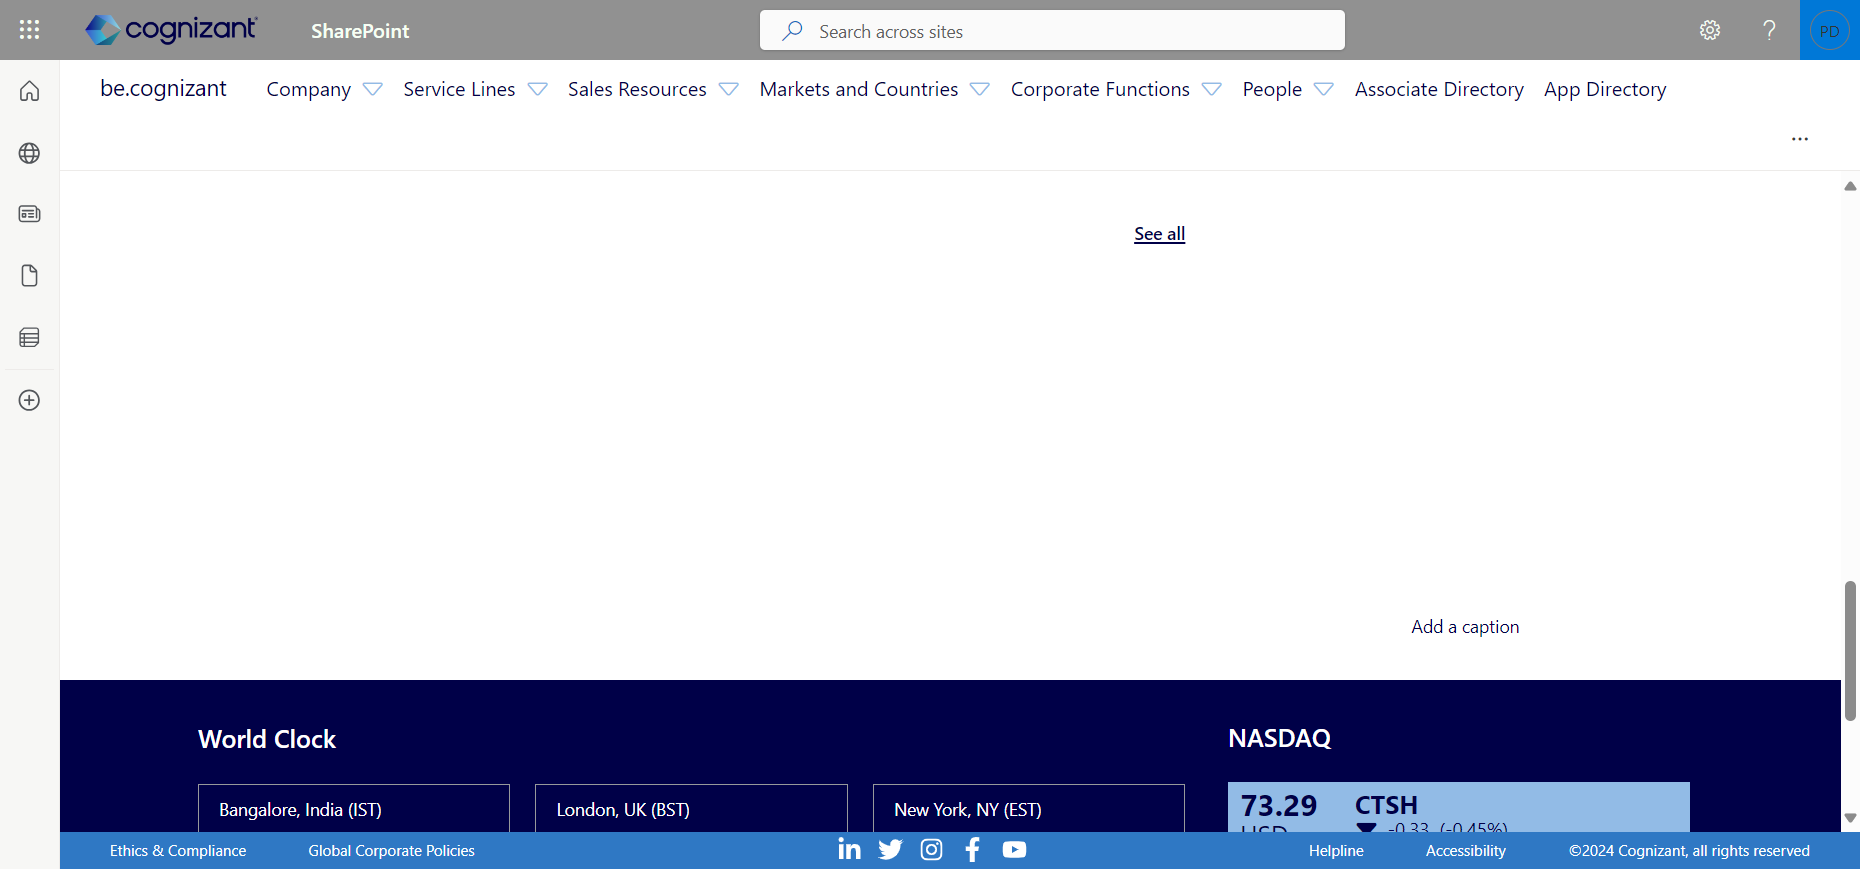 cognizant
SharePoint
Search across sites
?
PD
be.cognizant
Company
Service Lines
Sales Resources
Markets and Countries
Corporate Functions
People
Associate Directory
App Directory
...
See all
Add a caption
World Clock
NASDAQ
Bangalore, India (IST)
London, UK (BST)
New York, NY (EST)
73.29
CTSH
USD
-0.33 (-0.45%)
Ethics & Compliance
Global Corporate Policies
Helpline
Accessibility
©2024 Cognizant, all rights reserved